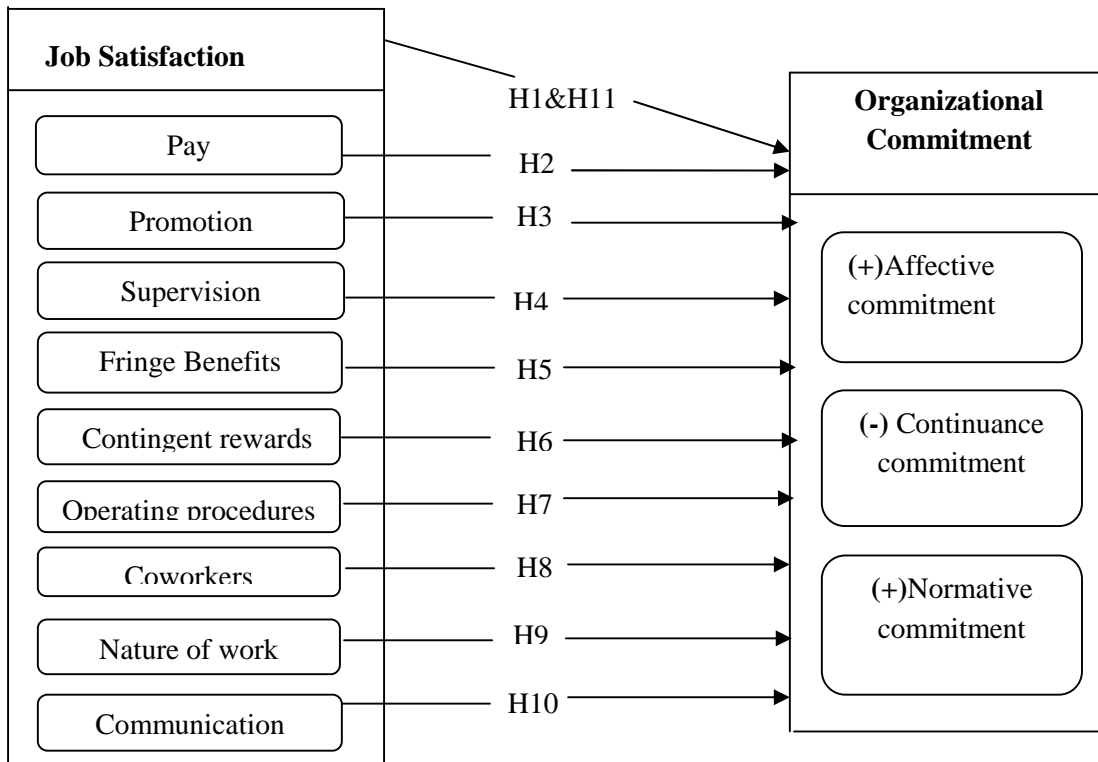 Job Satisfaction
H1&H11
Organizational
Commitment
Pay
H2
Promotion
H3
(+)Affective
commitment
Supervision
H4
Fringe Benefits
H5
Contingent rewards
H6
(-) Continuance
commitment
Operating procedures
H7
Coworkers
H8
(+)Normative
commitment
Nature of work
H9
Communication
H10